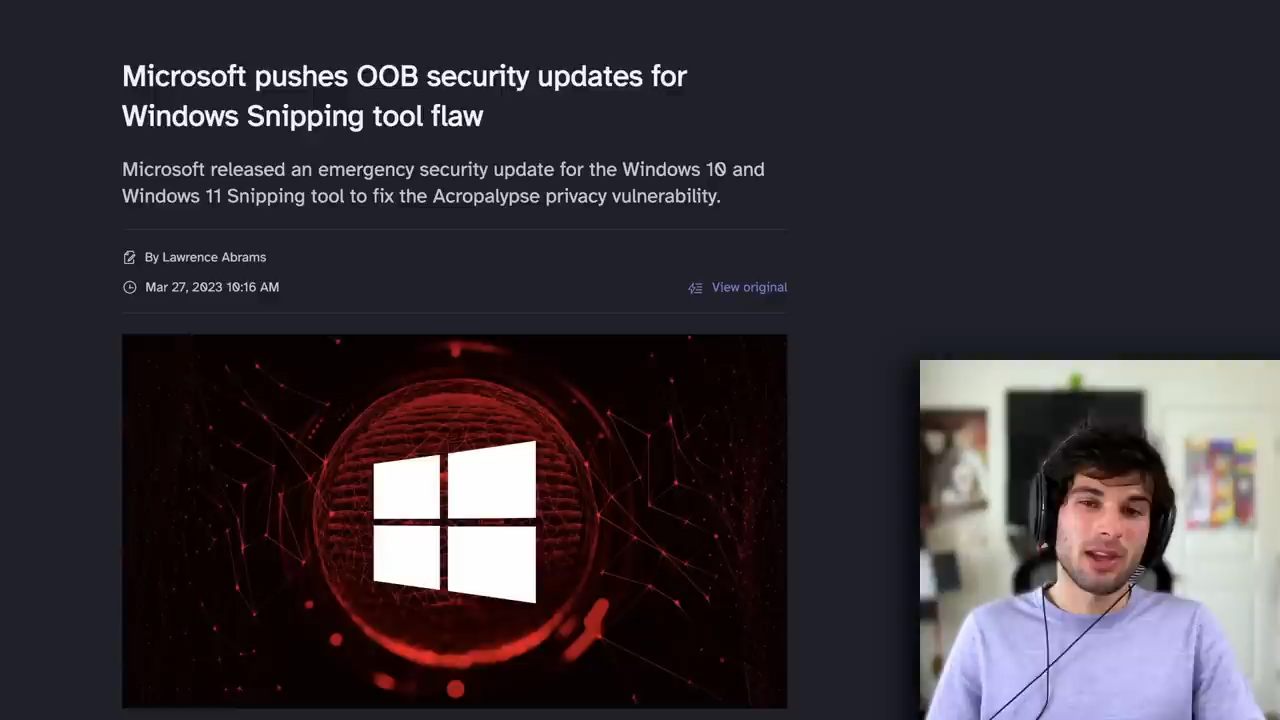 Microsoft pushes OOB security updates for
Windows Snipping tool flaw
Microsoft released an emergency security update for the Windows 10 and
Windows 11 Snipping tool to fix the Acropalypse privacy vulnerability.
By Lawrence Abrams
Mar 27, 2023 10:16 AM
View original